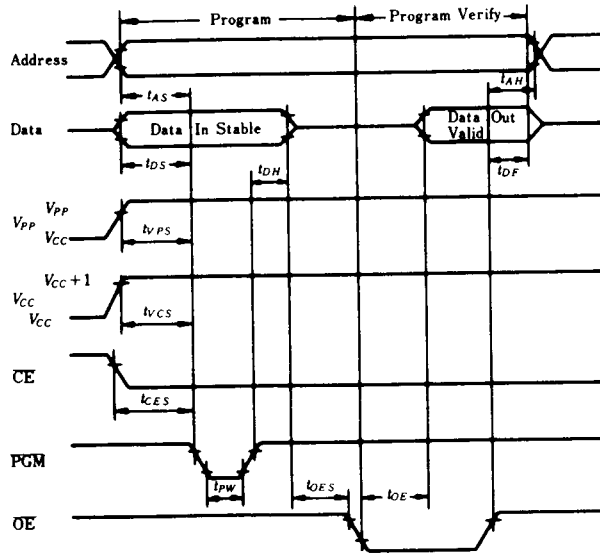 Program
Program Verify
Address
tAS
tAH
Data
Data In Stable
Data Out
Valid
tDS
tDH
tDF
VPP
VPP
VCC
tVPS
VCC+1
VCC
VCC
tVCS
CE
tCES
PGM
tPW
tOES
tOE
OE